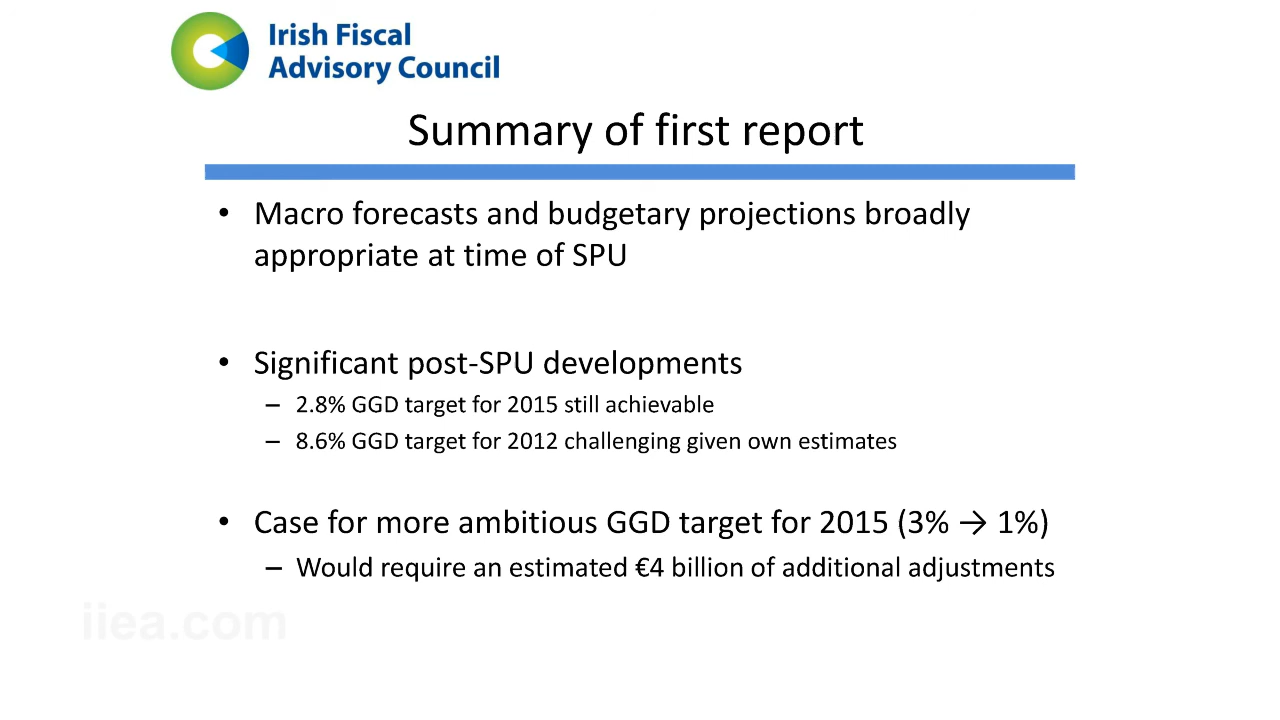 Irish Fiscal
Advisory Council
Summary of first report
• Macro forecasts and budgetary projections broadly
appropriate at time of SPU
• Significant post-SPU developments
– 2.8% GGD target for 2015 still achievable
– 8.6% GGD target for 2012 challenging given own estimates
• Case for more ambitious GGD target for 2015 (3% → 1%)
– Would require an estimated €4 billion of additional adjustments
iiea.com